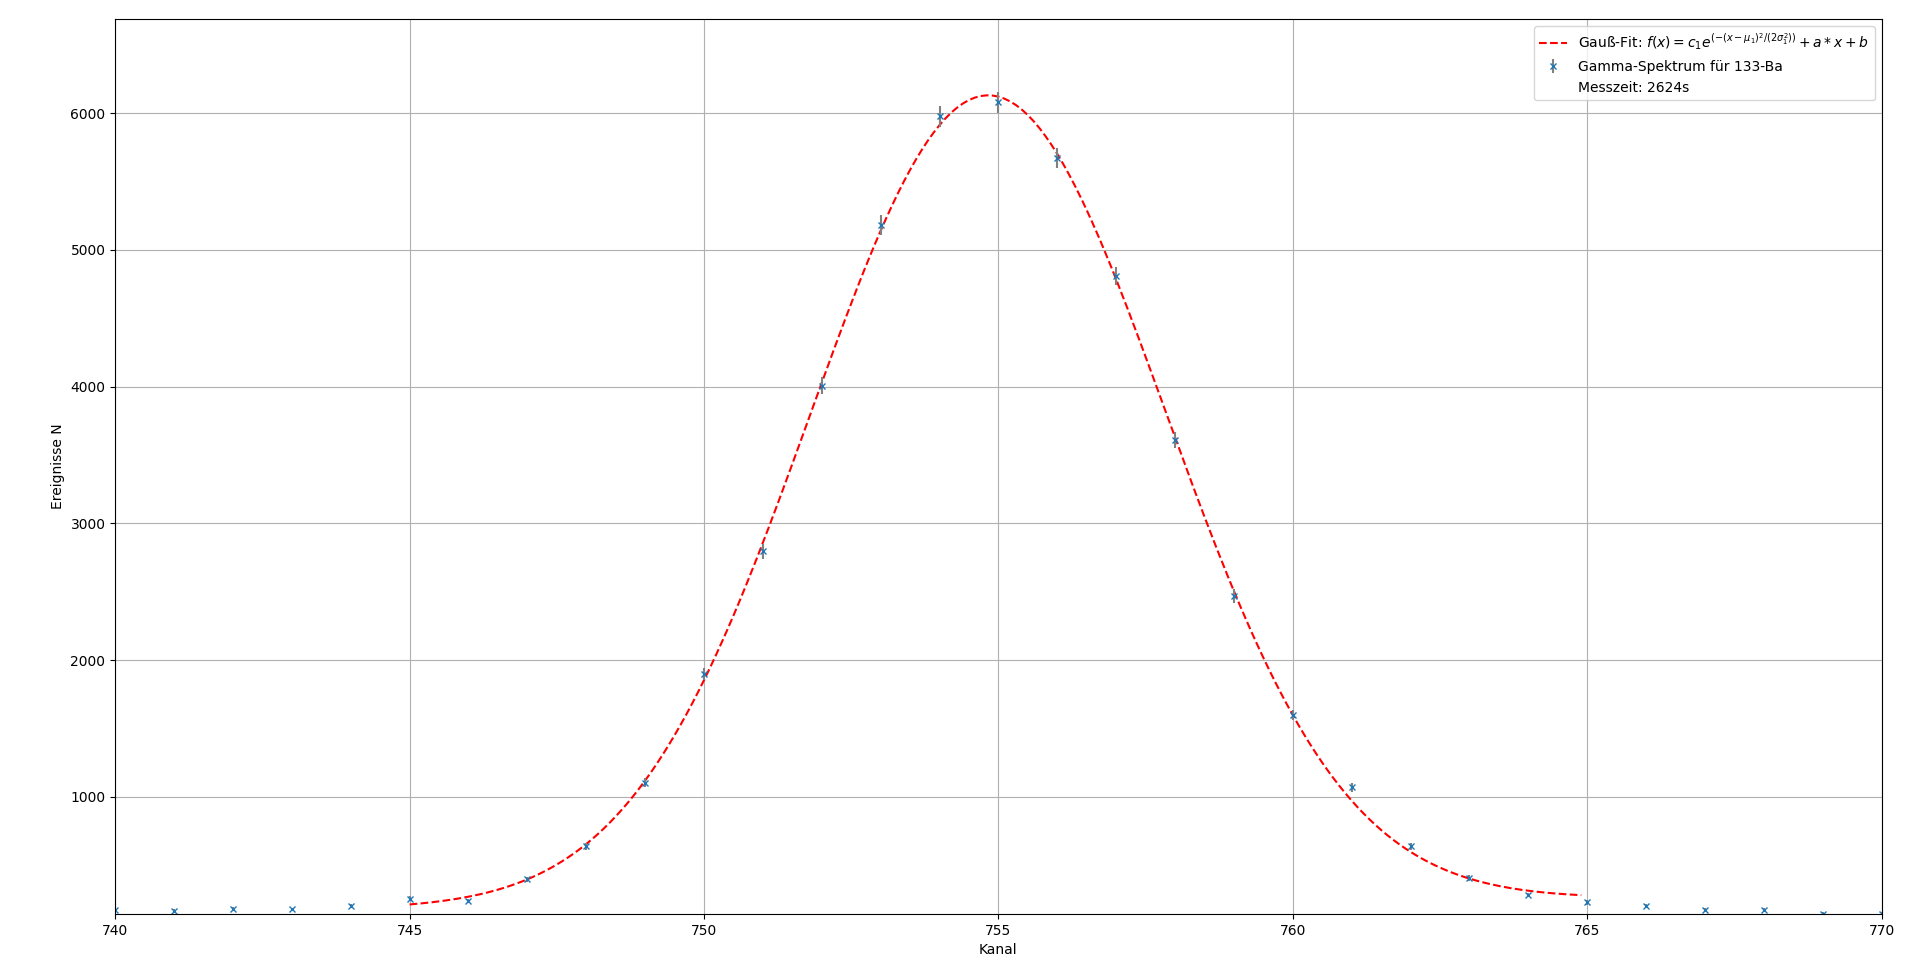 Gauß-Fit: f(x) = c₁e^(−(x−μ₁)²/(2σ₁²)) + a * x + b
Gamma-Spektrum für 133-Ba
Messzeit: 2624s
Ereignisse N
6000
5000
4000
3000
2000
1000
740 745 750 755 760 765 770
Kanal